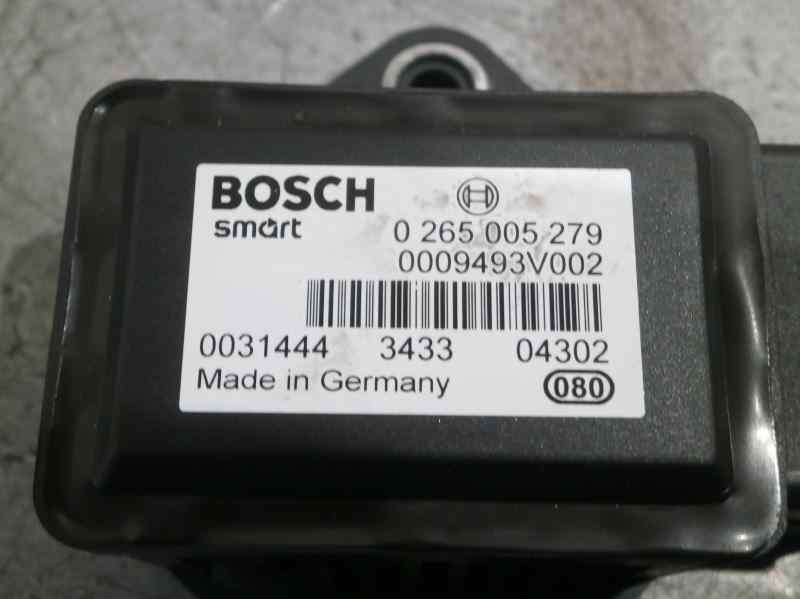 BOSCH
smart 0 265 005 279
0009493V002
0031444 3433 04302
Made in Germany 080